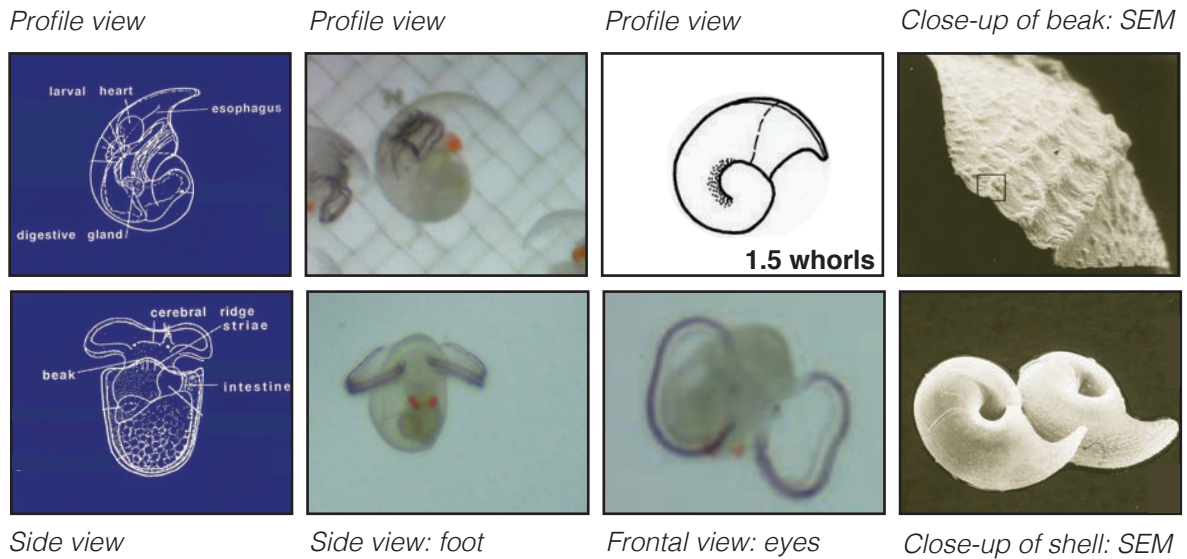 Profile view
Profile view
Profile view
Close-up of beak: SEM
larval heart
esophagus
digestive gland
1.5 whorls
cerebral ridge
striae
beak
intestine
Side view
Side view: foot
Frontal view: eyes
Close-up of shell: SEM